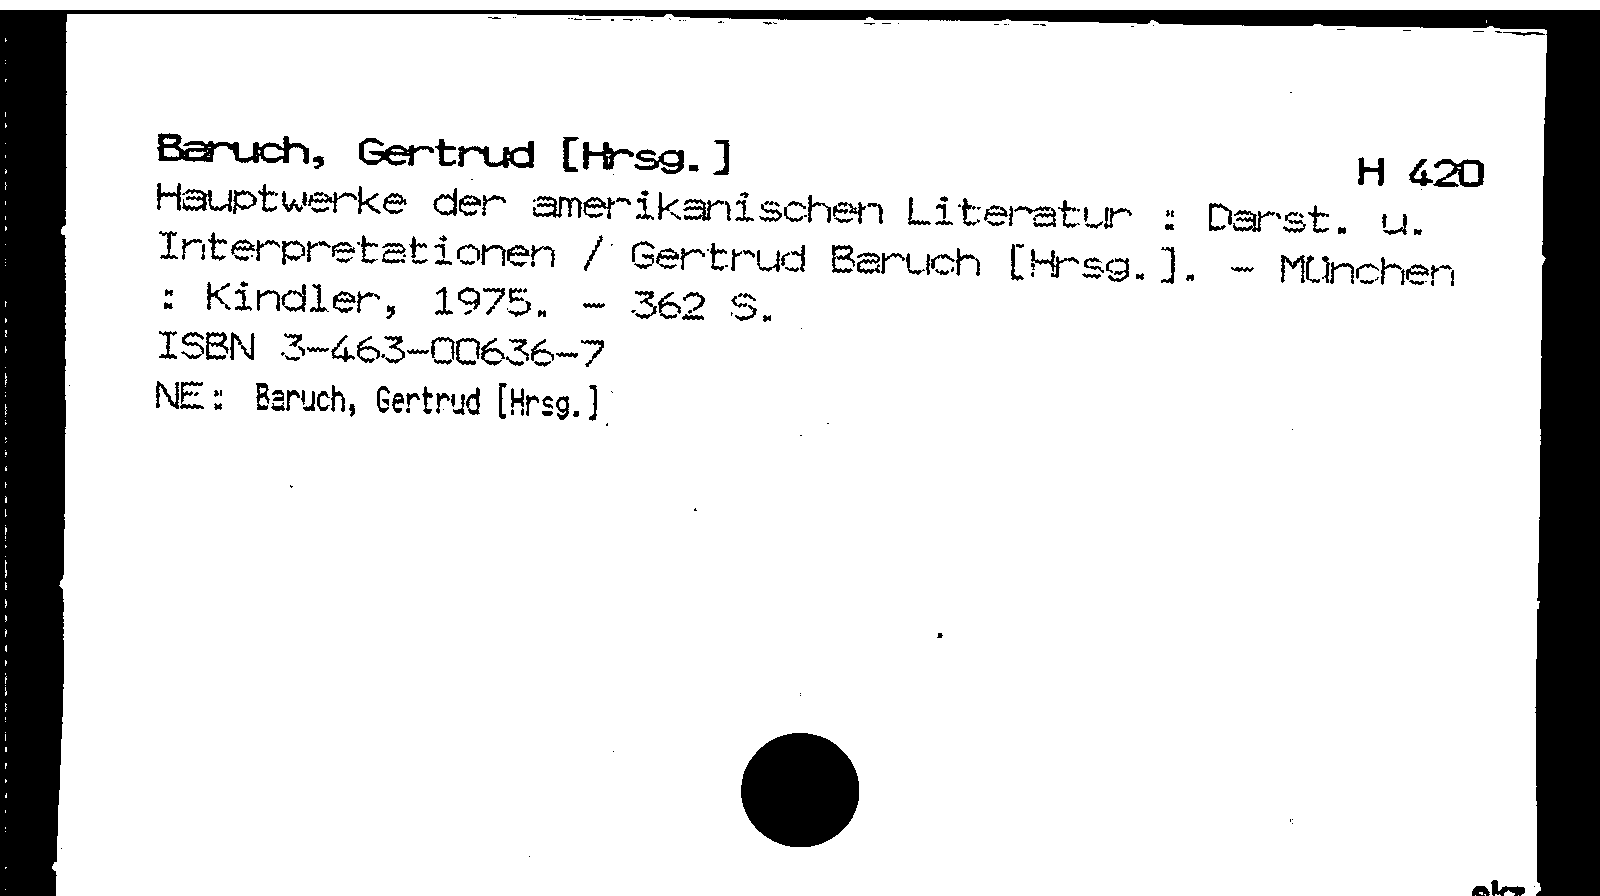 Baruch, Gertrud [Hrsg.]
H 420
Hauptwerke der amerikanischen Literatur : Darst. u.
Interpretationen / Gertrud Baruch [Hrsg.]. - München
: Kindler, 1975. - 362 S.
ISBN 3-463-00636-7
NE: Baruch, Gertrud [Hrsg.]
ekz